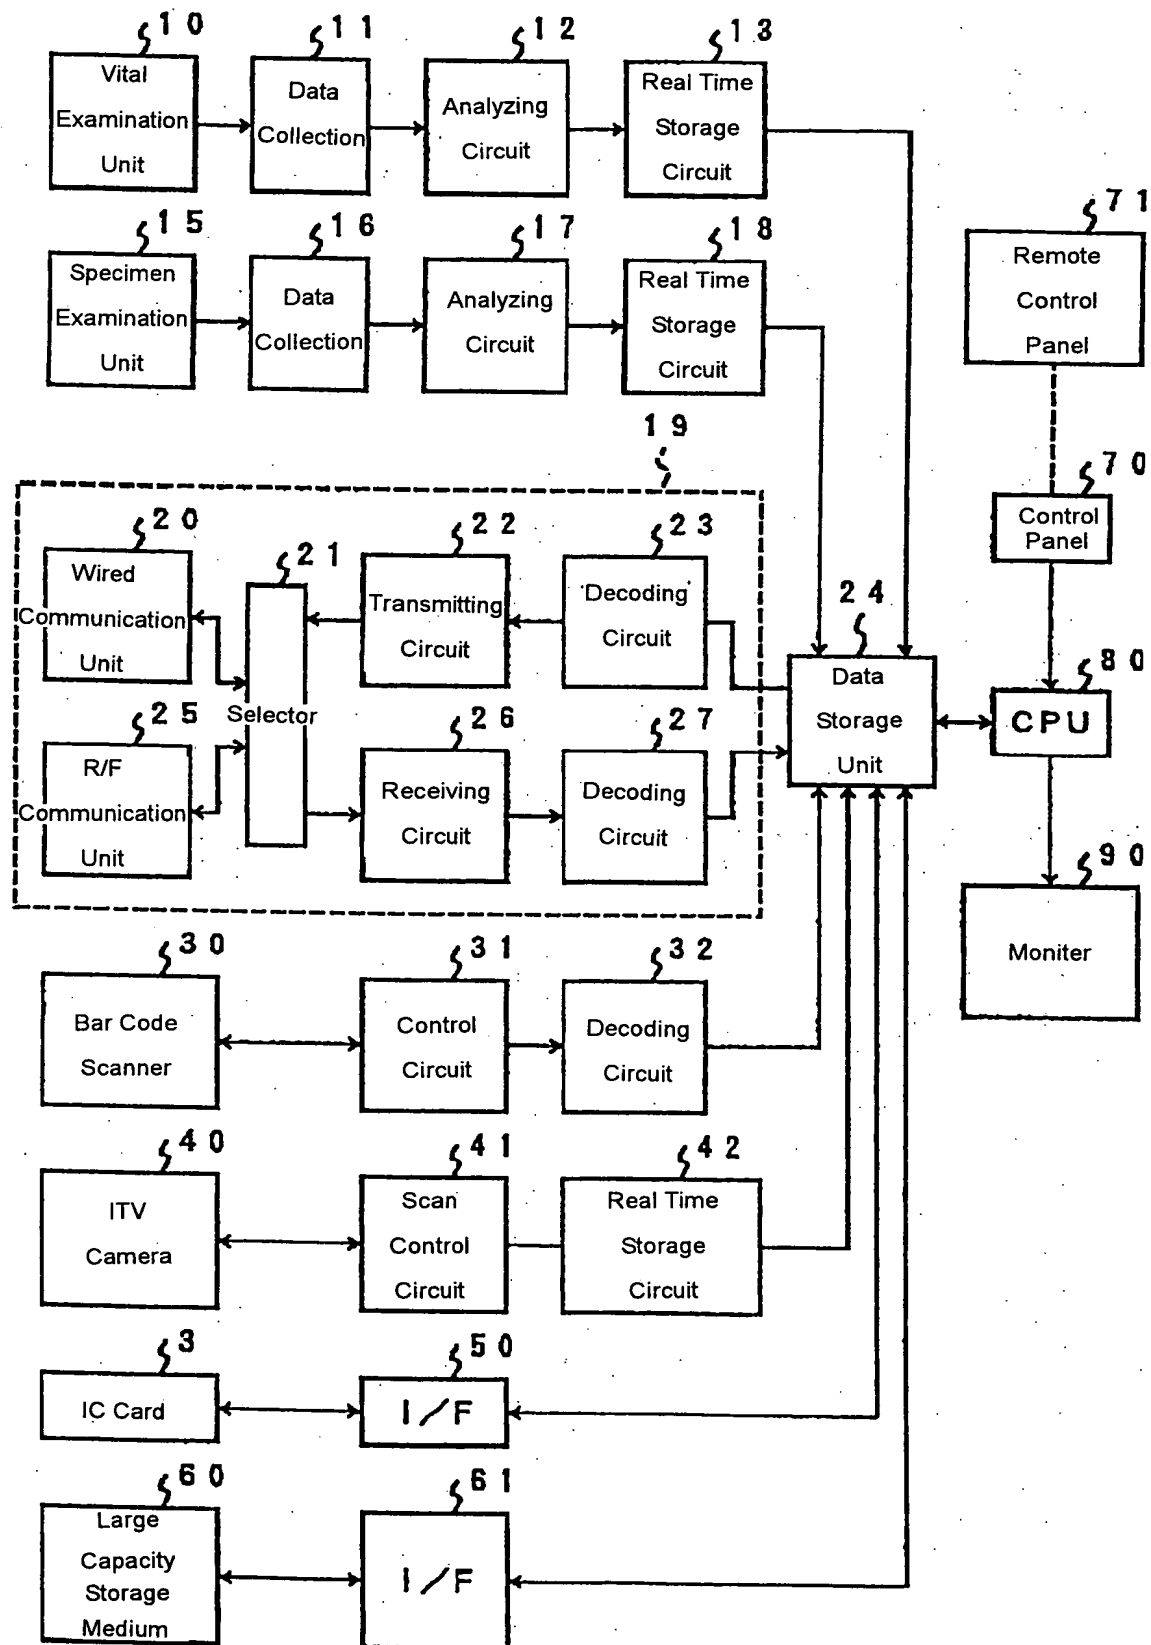 10
Vital
Examination
Unit
11
Data
Collection
12
Analyzing
Circuit
13
Real Time
Storage
Circuit
15
Specimen
Examination
Unit
16
Data
Collection
17
Analyzing
Circuit
18
Real Time
Storage
Circuit
71
Remote
Control
Panel
19
70
Control
Panel
20
Wired
Communication
Unit
21
Selector
22
Transmitting
Circuit
23
Decoding
Circuit
24
Data
Storage
Unit
80
CPU
25
R/F
Communication
Unit
26
Receiving
Circuit
27
Decoding
Circuit
90
Moniter
30
Bar Code
Scanner
31
Control
Circuit
32
Decoding
Circuit
40
ITV
Camera
41
Scan
Control
Circuit
42
Real Time
Storage
Circuit
3
IC Card
50
I/F
60
Large
Capacity
Storage
Medium
61
I/F